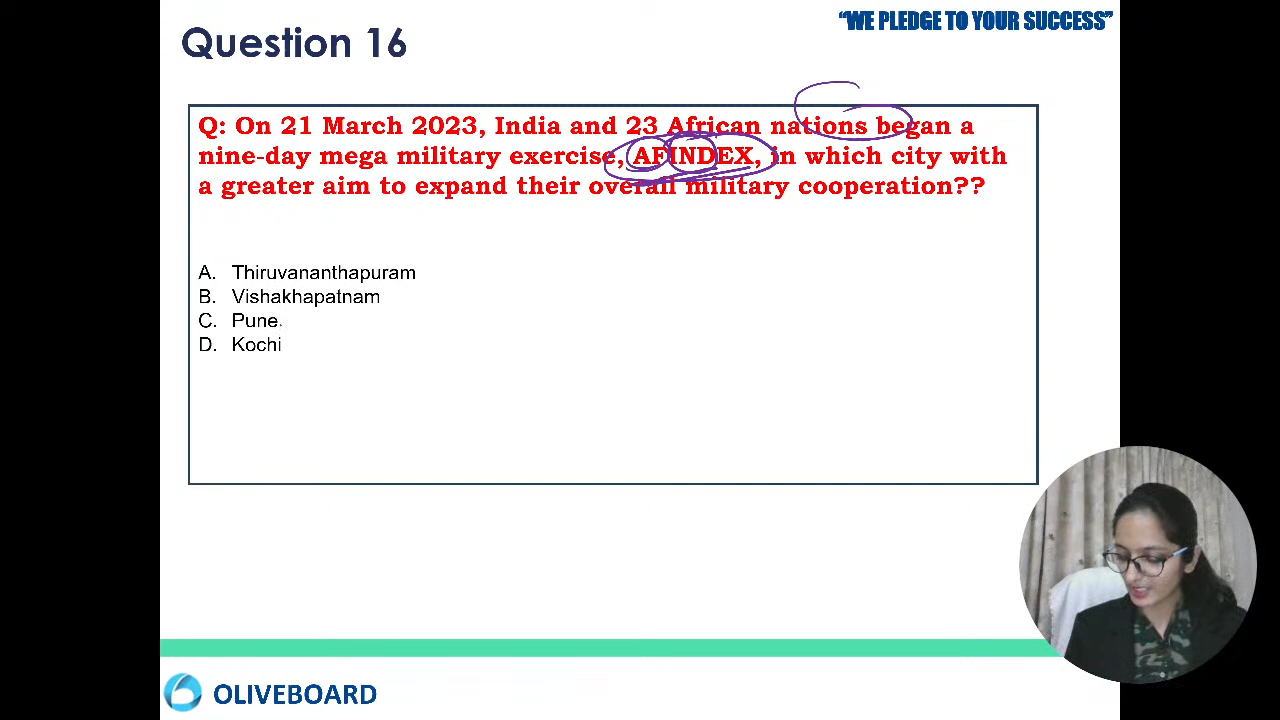 “WE PLEDGE TO YOUR SUCCESS”
Question 16
Q: On 21 March 2023, India and 23 African nations began a
nine-day mega military exercise, AFINDEX, in which city with
a greater aim to expand their overall military cooperation??
A. Thiruvananthapuram
B. Vishakhapatnam
C. Pune
D. Kochi
OLIVEBOARD